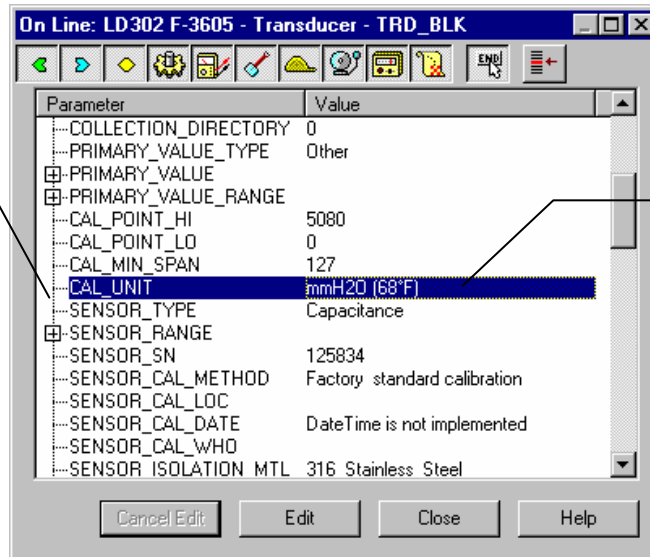 On Line: LD302 F-3605 - Transducer - TRD_BLK
END
Parameter Value
COLLECTION_DIRECTORY 0
PRIMARY_VALUE_TYPE Other
PRIMARY_VALUE
PRIMARY_VALUE_RANGE
CAL_POINT_HI 5080
CAL_POINT_LO 0
CAL_MIN_SPAN 127
CAL_UNIT mmH2O (68°F)
SENSOR_TYPE Capacitance
SENSOR_RANGE
SENSOR_SN 125834
SENSOR_CAL_METHOD Factory standard calibration
SENSOR_CAL_LOC
SENSOR_CAL_DATE DateTime is not implemented
SENSOR_CAL_WHO
SENSOR_ISOLATION_MTL 316 Stainless Steel
Cancel Edit Edit Close Help